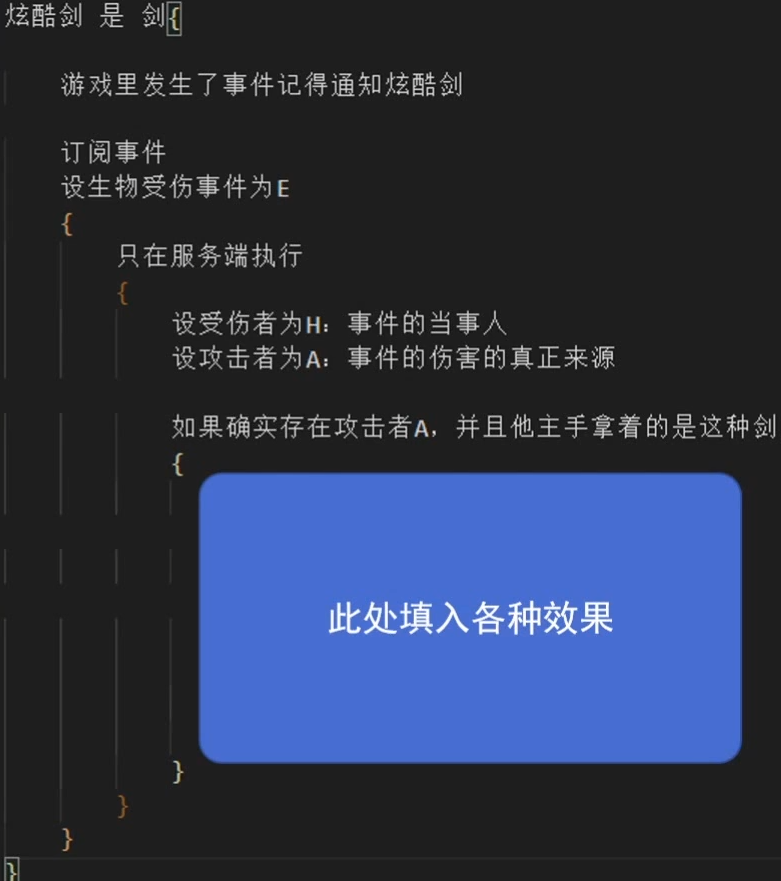 炫酷剑 是 剑{
游戏里发生了事件记得通知炫酷剑
订阅事件
设生物受伤事件为E
{
只在服务端执行
{
设受伤者为H：事件的当事人
设攻击者为A：事件的伤害的真正来源
如果确实存在攻击者A，并且他主手拿着的是这种剑
{
此处填入各种效果
}
}
}
}